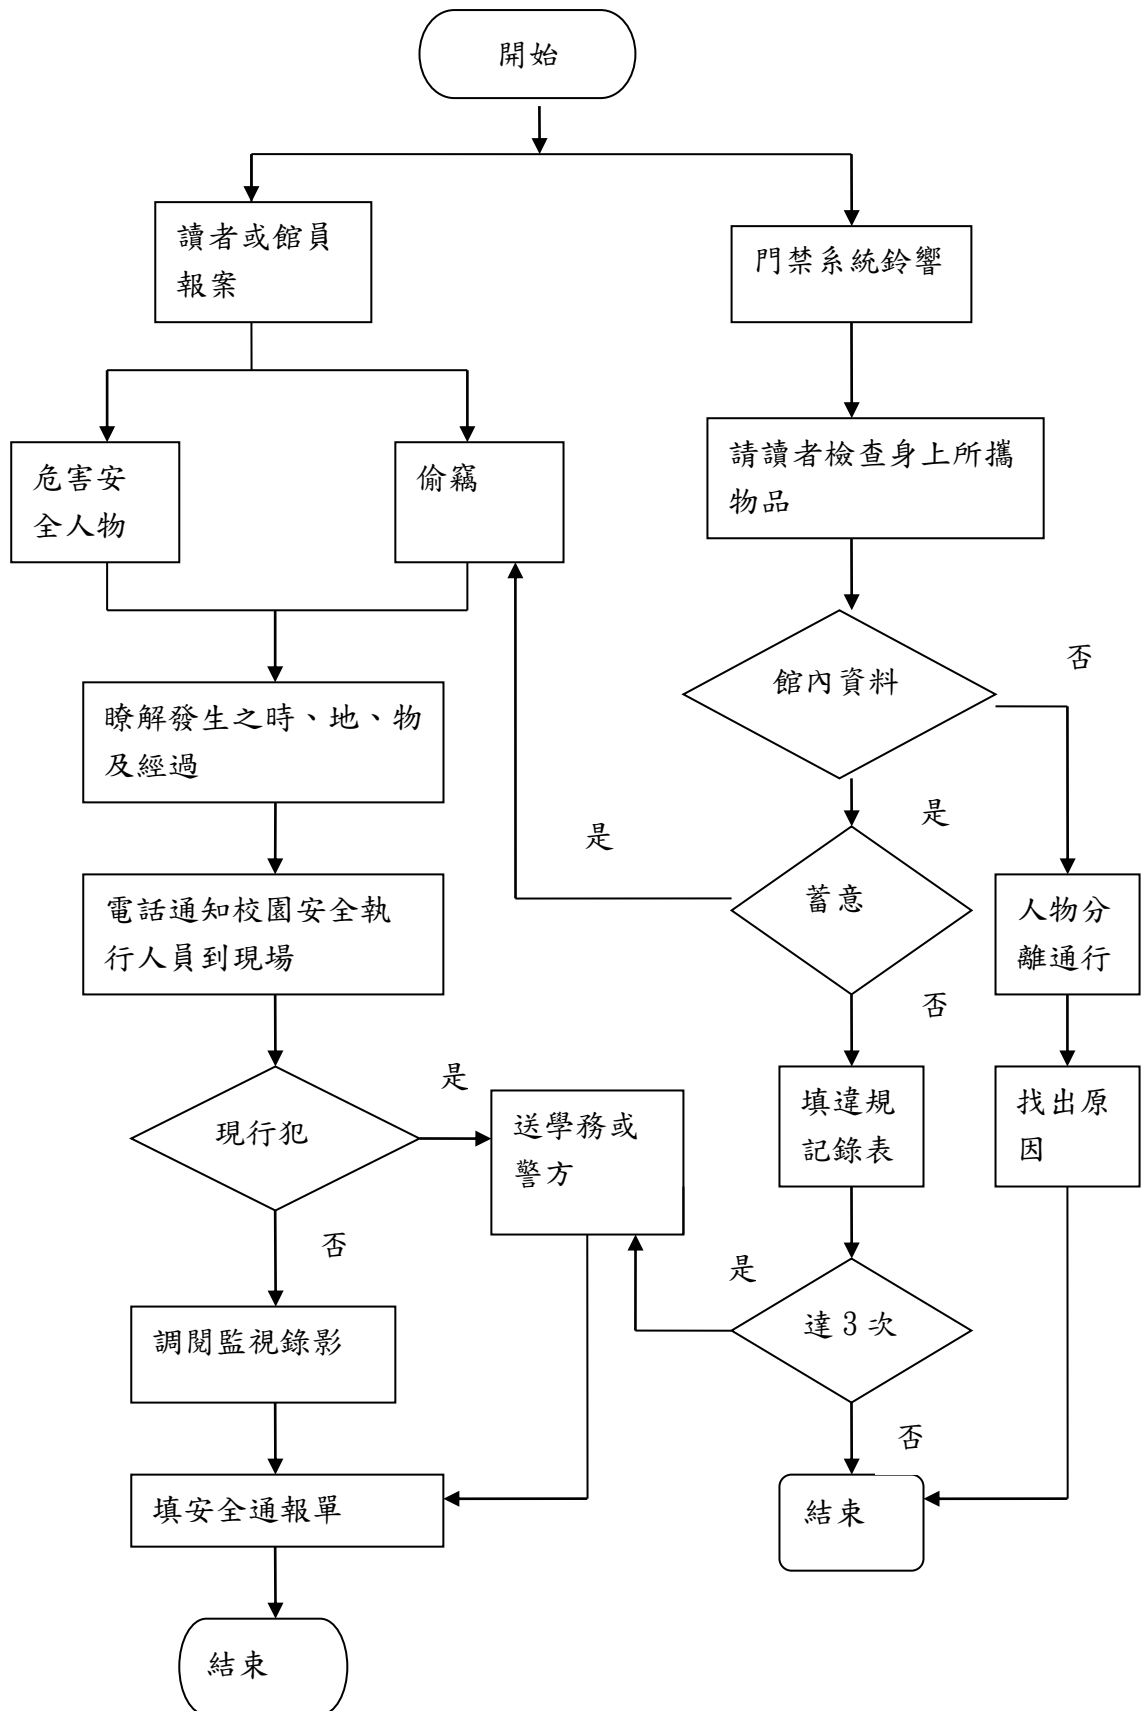 開始
讀者或館員
報案
門禁系統鈴響
危害安
全人物
偷竊
請讀者檢查身上所攜
物品
館內資料
否
瞭解發生之時、地、物
及經過
是
是
蓄意
電話通知校園安全執
行人員到現場
人物分
離通行
否
現行犯
是
送學務或
警方
填違規
記錄表
找出原
因
否
是
達3次
調閱監視錄影
否
填安全通報單
結束
結束